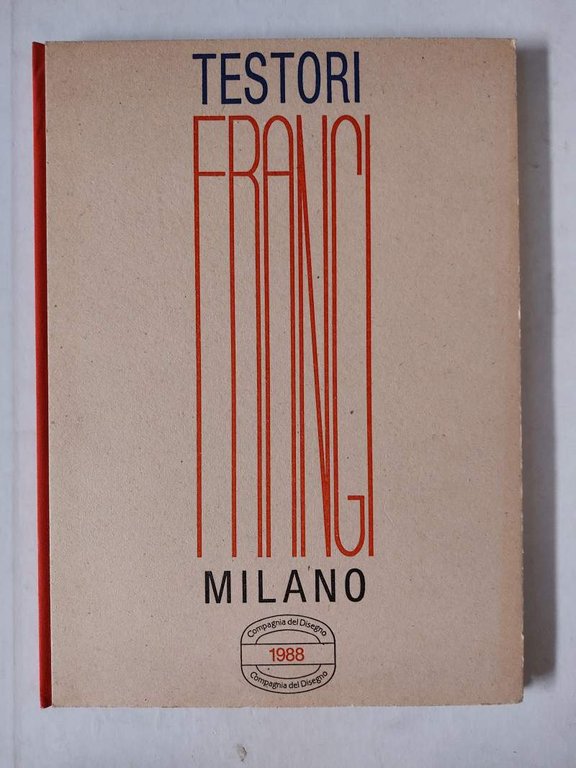 TESTORI
FRANGI
MILANO
Compagnia del Disegno
1988
Compagnia del Disegno